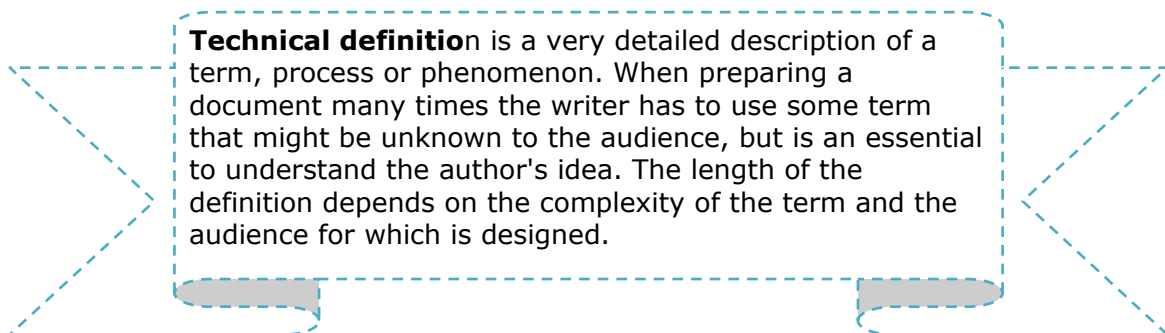 Technical definition is a very detailed description of a
term, process or phenomenon. When preparing a
document many times the writer has to use some term
that might be unknown to the audience, but is an essential
to understand the author's idea. The length of the
definition depends on the complexity of the term and the
audience for which is designed.